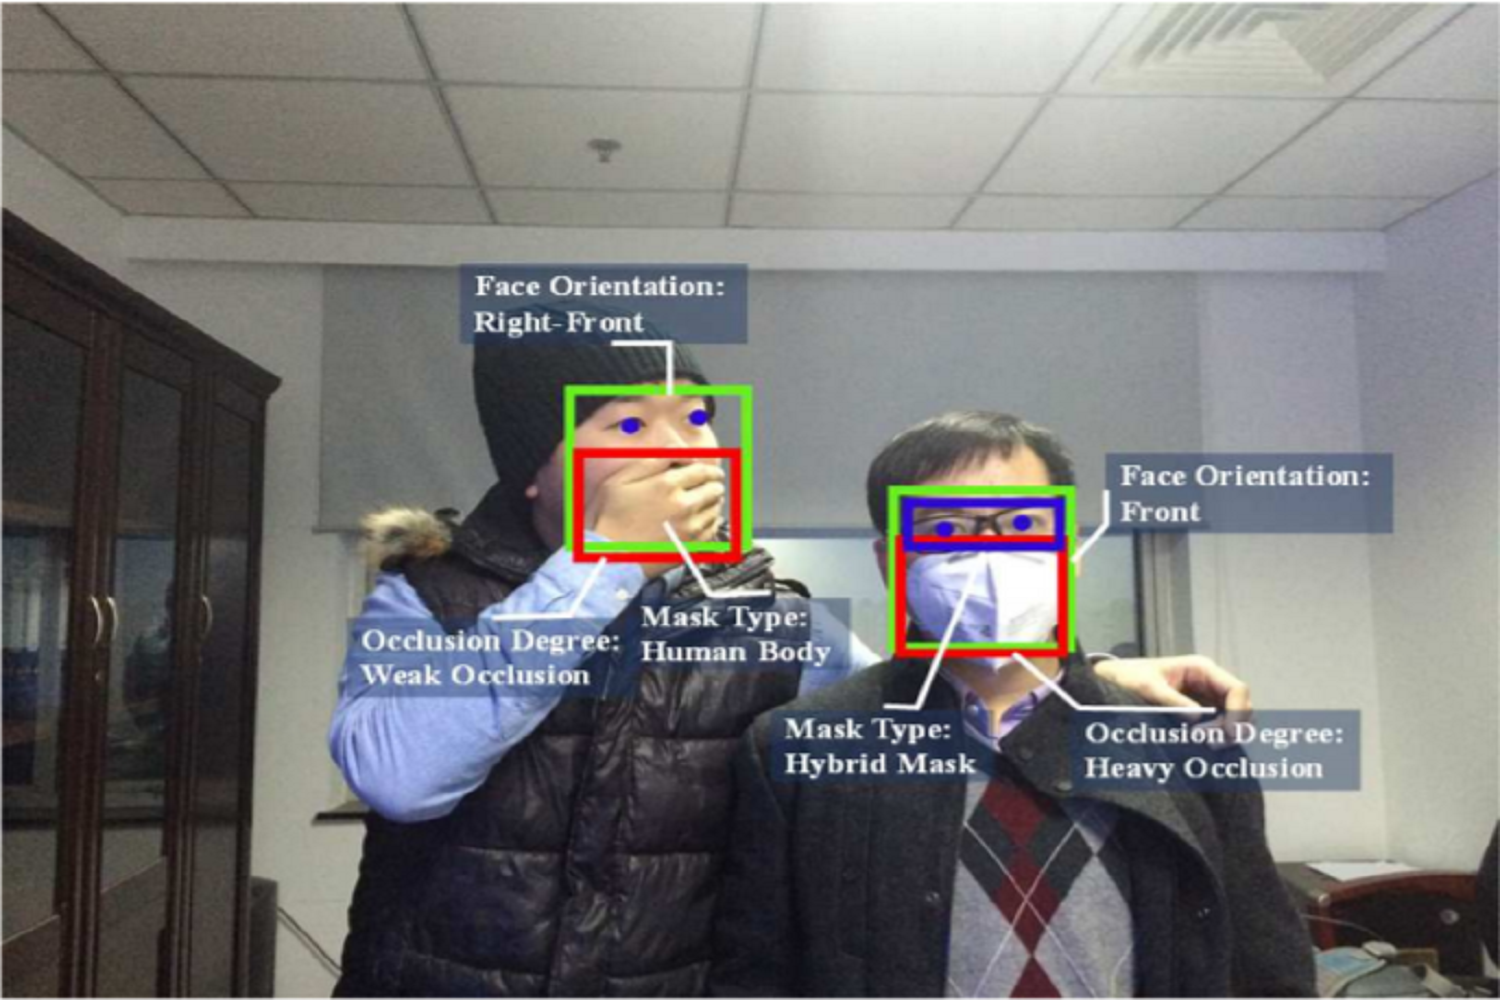 Face Orientation:
Right-Front
Face Orientation:
Front
Occlusion Degree:
Weak Occlusion
Mask Type:
Human Body
Mask Type:
Hybrid Mask
Occlusion Degree:
Heavy Occlusion